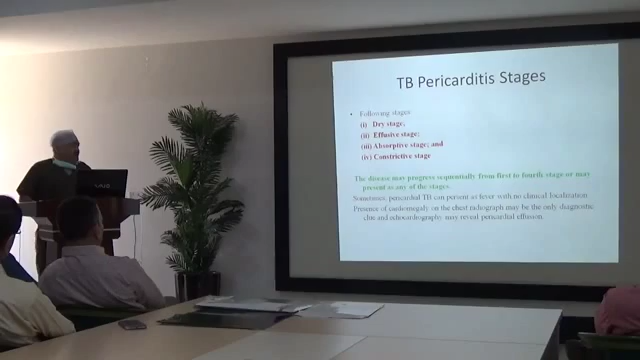 TB Pericarditis Stages
• Following stages
(i) Dry stage;
(ii) Effusive stage;
(iii) Absorptive stage; and
(iv) Constrictive stage
The disease may progress sequentially from first to fourth stage or may
present as any of the stages.
Sometimes pericardial TB can persist as fever with no clinical localization
Presence of cardiomegaly on the chest radiograph may be the only diagnostic
clue and echocardiography may reveal pericardial effusion.